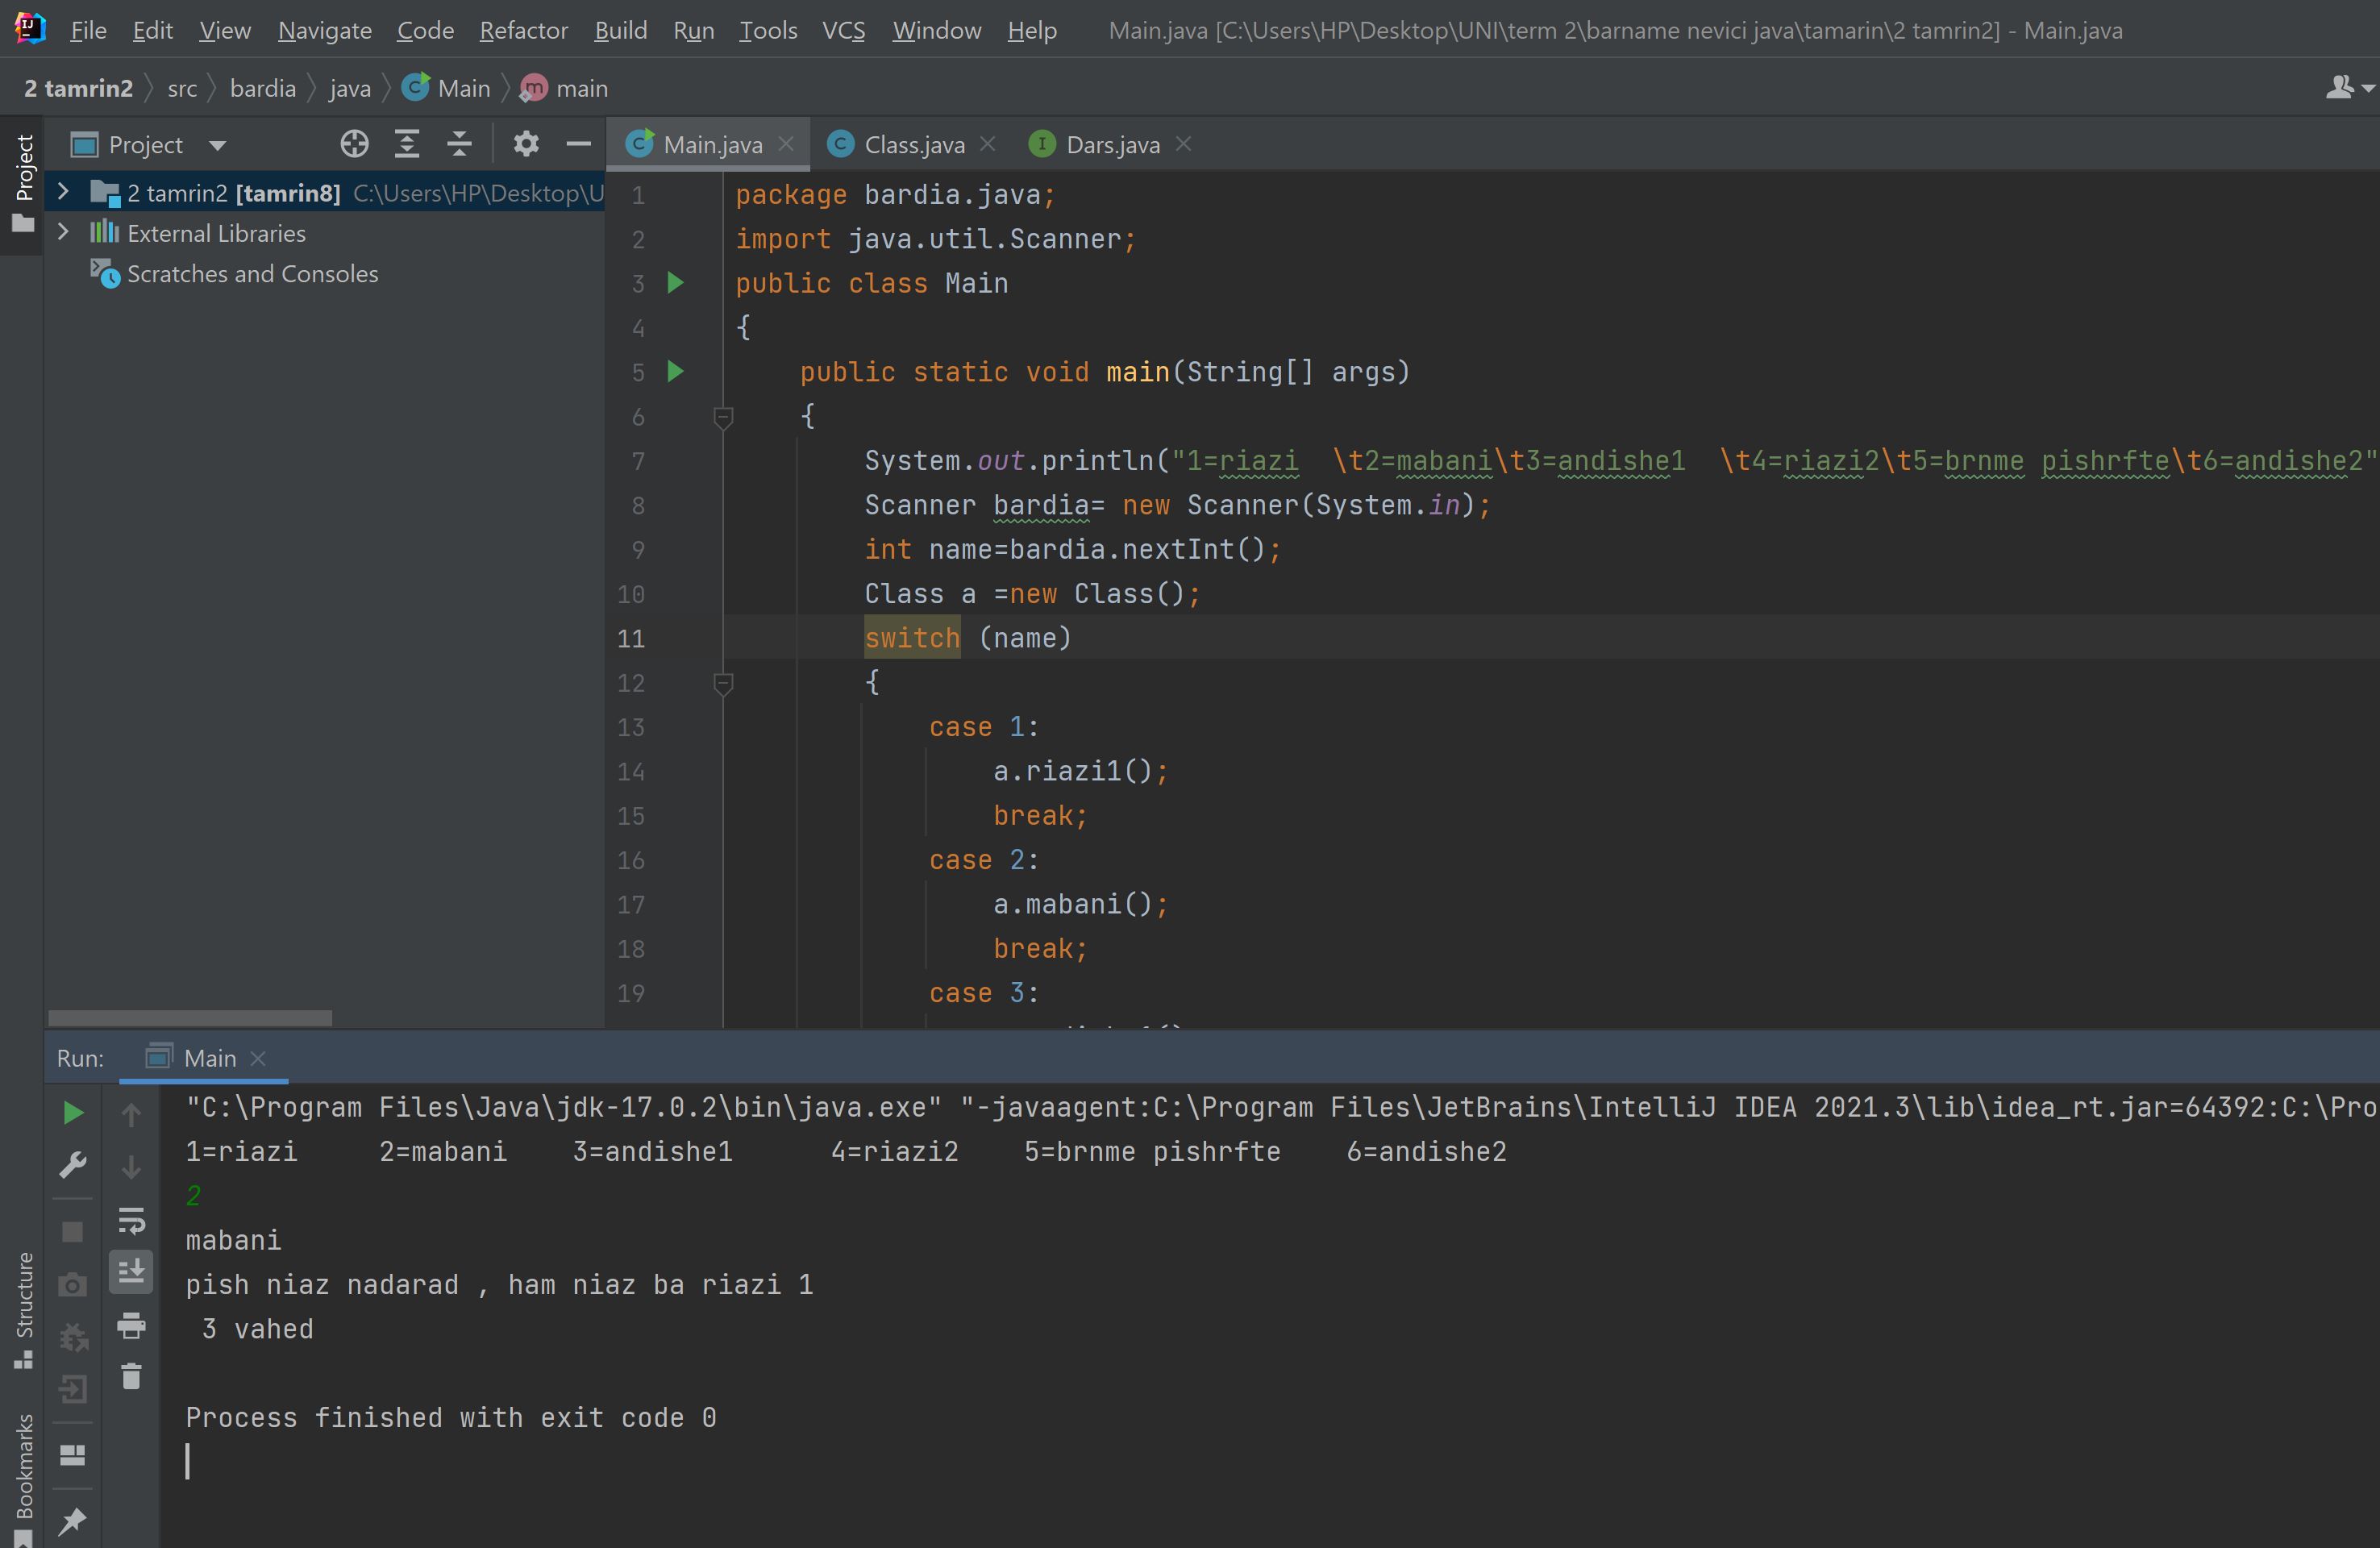 File Edit View Navigate Code Refactor Build Run Tools VCS Window Help Main.java [C:\Users\HP\Desktop\UNI\term 2\barname nevici java\tamarin\2 tamrin2] - Main.java
2 tamrin2 src bardia java Main main
Project
Project
Main.java Class.java Dars.java
2 tamrin2 [tamrin8] C:\Users\HP\Desktop\U
External Libraries
Scratches and Consoles
1 package bardia.java;
2 import java.util.Scanner;
3 public class Main
4 {
5 public static void main(String[] args)
6 {
7 System.out.println("1=riazi  \t2=mabani\t3=andishe1  \t4=riazi2\t5=brnme pishrfte\t6=andishe2"
8 Scanner bardia= new Scanner(System.in);
9 int name=bardia.nextInt();
10 Class a =new Class();
11 switch (name)
12 {
13 case 1:
14 a.riazi1();
15 break;
16 case 2:
17 a.mabani();
18 break;
19 case 3:
Run: Main
"C:\Program Files\Java\jdk-17.0.2\bin\java.exe" "-javaagent:C:\Program Files\JetBrains\IntelliJ IDEA 2021.3\lib\idea_rt.jar=64392:C:\Pro
1=riazi 2=mabani 3=andishe1 4=riazi2 5=brnme pishrfte 6=andishe2
2
mabani
pish niaz nadarad , ham niaz ba riazi 1
3 vahed
Process finished with exit code 0
Structure
Bookmarks